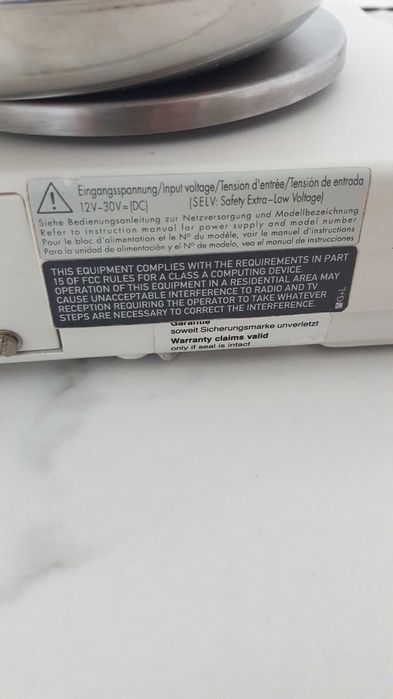 Eingangsspannung/Input voltage/Tension d'entrée/Tensión de entrada
12V–30V=(DC) (SELV: Safety Extra–Low Voltage)
Siehe Bedienungsanleitung zur Netzversorgung und Modellbezeichnung
Refer to instruction manual for power supply and model number
Pour le bloc d'alimentation et le Nº du modèle, voir le manuel d'instructions
Para la unidad de alimentación y el Nº de modelo, vea el manual de instrucciones
THIS EQUIPMENT COMPLIES WITH THE REQUIREMENTS IN PART
15 OF FCC RULES FOR A CLASS A COMPUTING DEVICE.
OPERATION OF THIS EQUIPMENT IN A RESIDENTIAL AREA MAY
CAUSE UNACCEPTABLE INTERFERENCE TO RADIO AND TV
RECEPTION REQUIRING THE OPERATOR TO TAKE WHATEVER
STEPS ARE NECESSARY TO CORRECT THE INTERFERENCE.
G+L
Garantie
soweit Sicherungsmarke unverletzt
Warranty claims valid
only if seal is intact